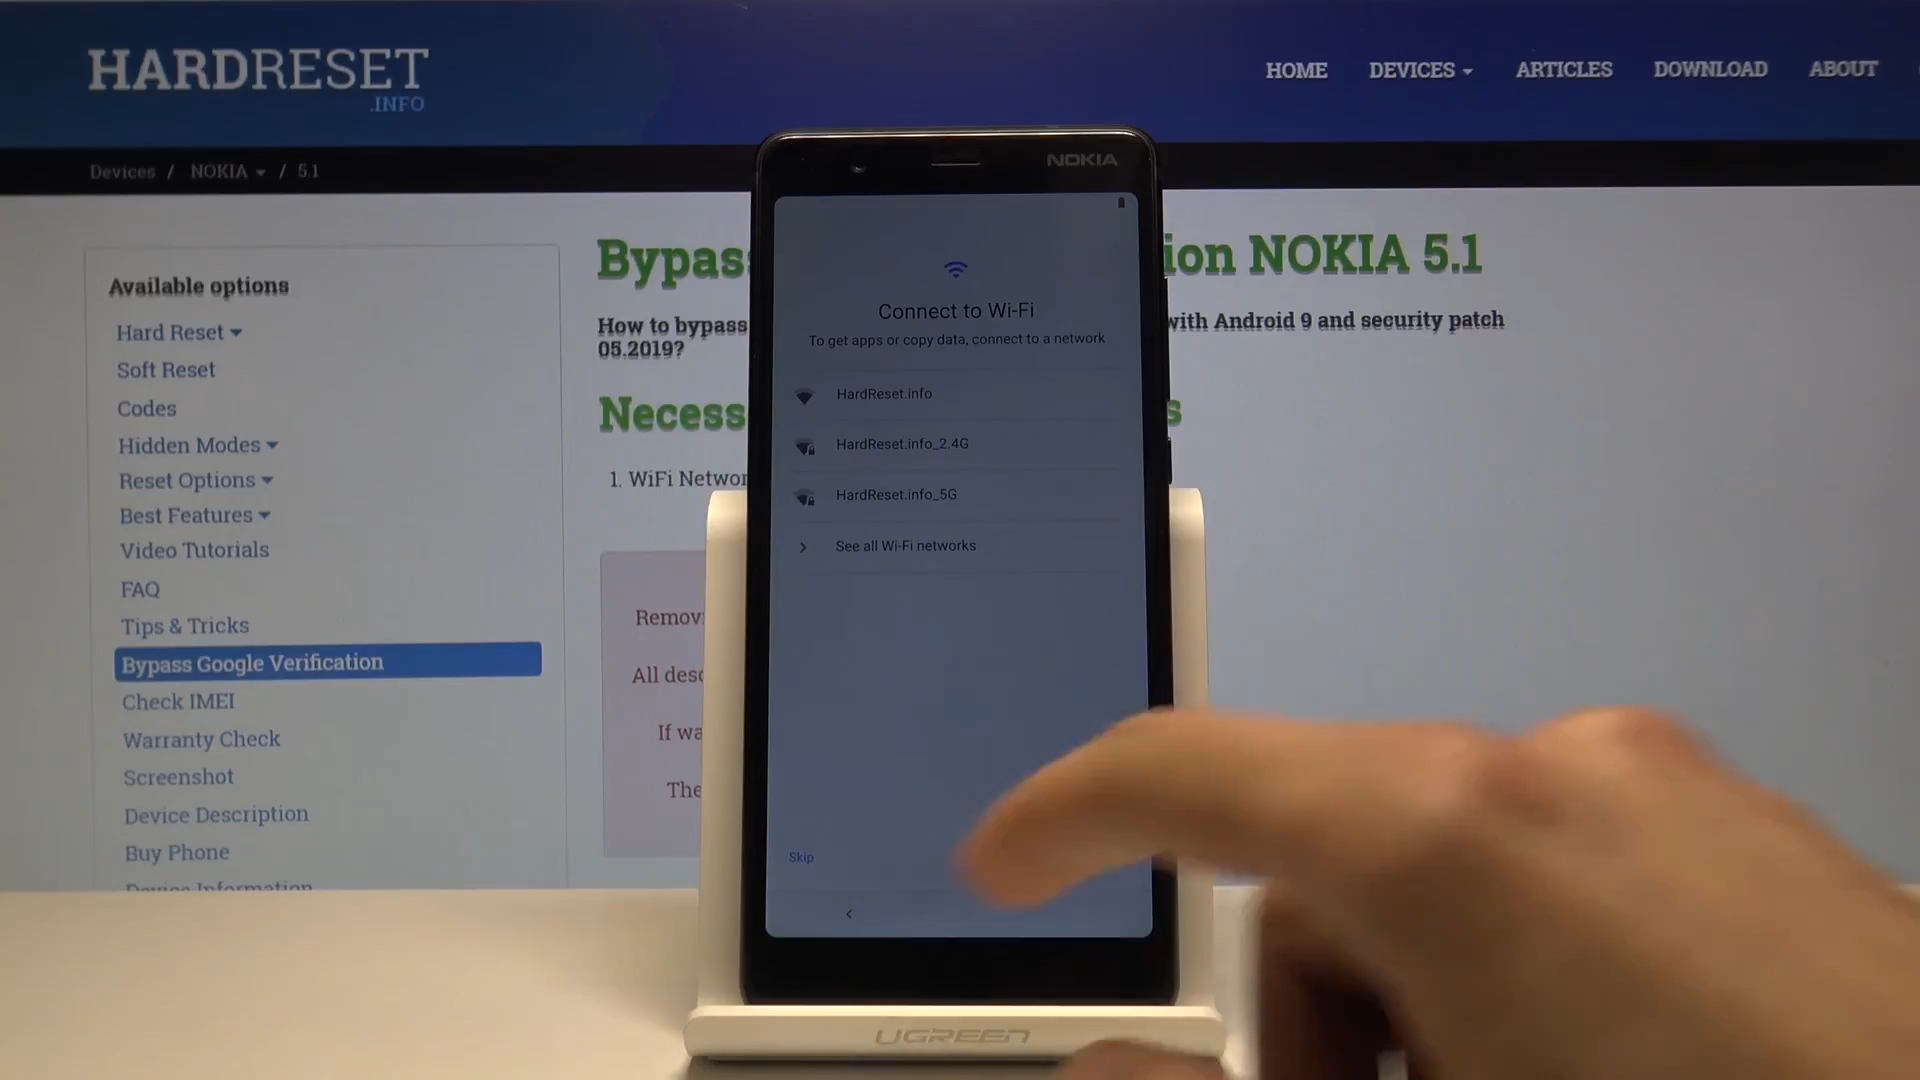 HARDRESET
.INFO
HOME DEVICES ARTICLES DOWNLOAD ABOUT
Devices / NOKIA / 5.1
Available options
Hard Reset
Soft Reset
Codes
Hidden Modes
Reset Options
Best Features
Video Tutorials
FAQ
Tips & Tricks
Bypass Google Verification
Check IMEI
Warranty Check
Screenshot
Device Description
Buy Phone
Device Information
Bypass ion NOKIA 5.1
How to bypass with Android 9 and security patch
05.2019?
Necess s
1. WiFi Networ
Remov
All desc
If wa
The
NOKIA
Connect to Wi-Fi
To get apps or copy data, connect to a network
HardReset.info
HardReset.info_2.4G
HardReset.info_5G
See all Wi-Fi networks
Skip
UGREEN